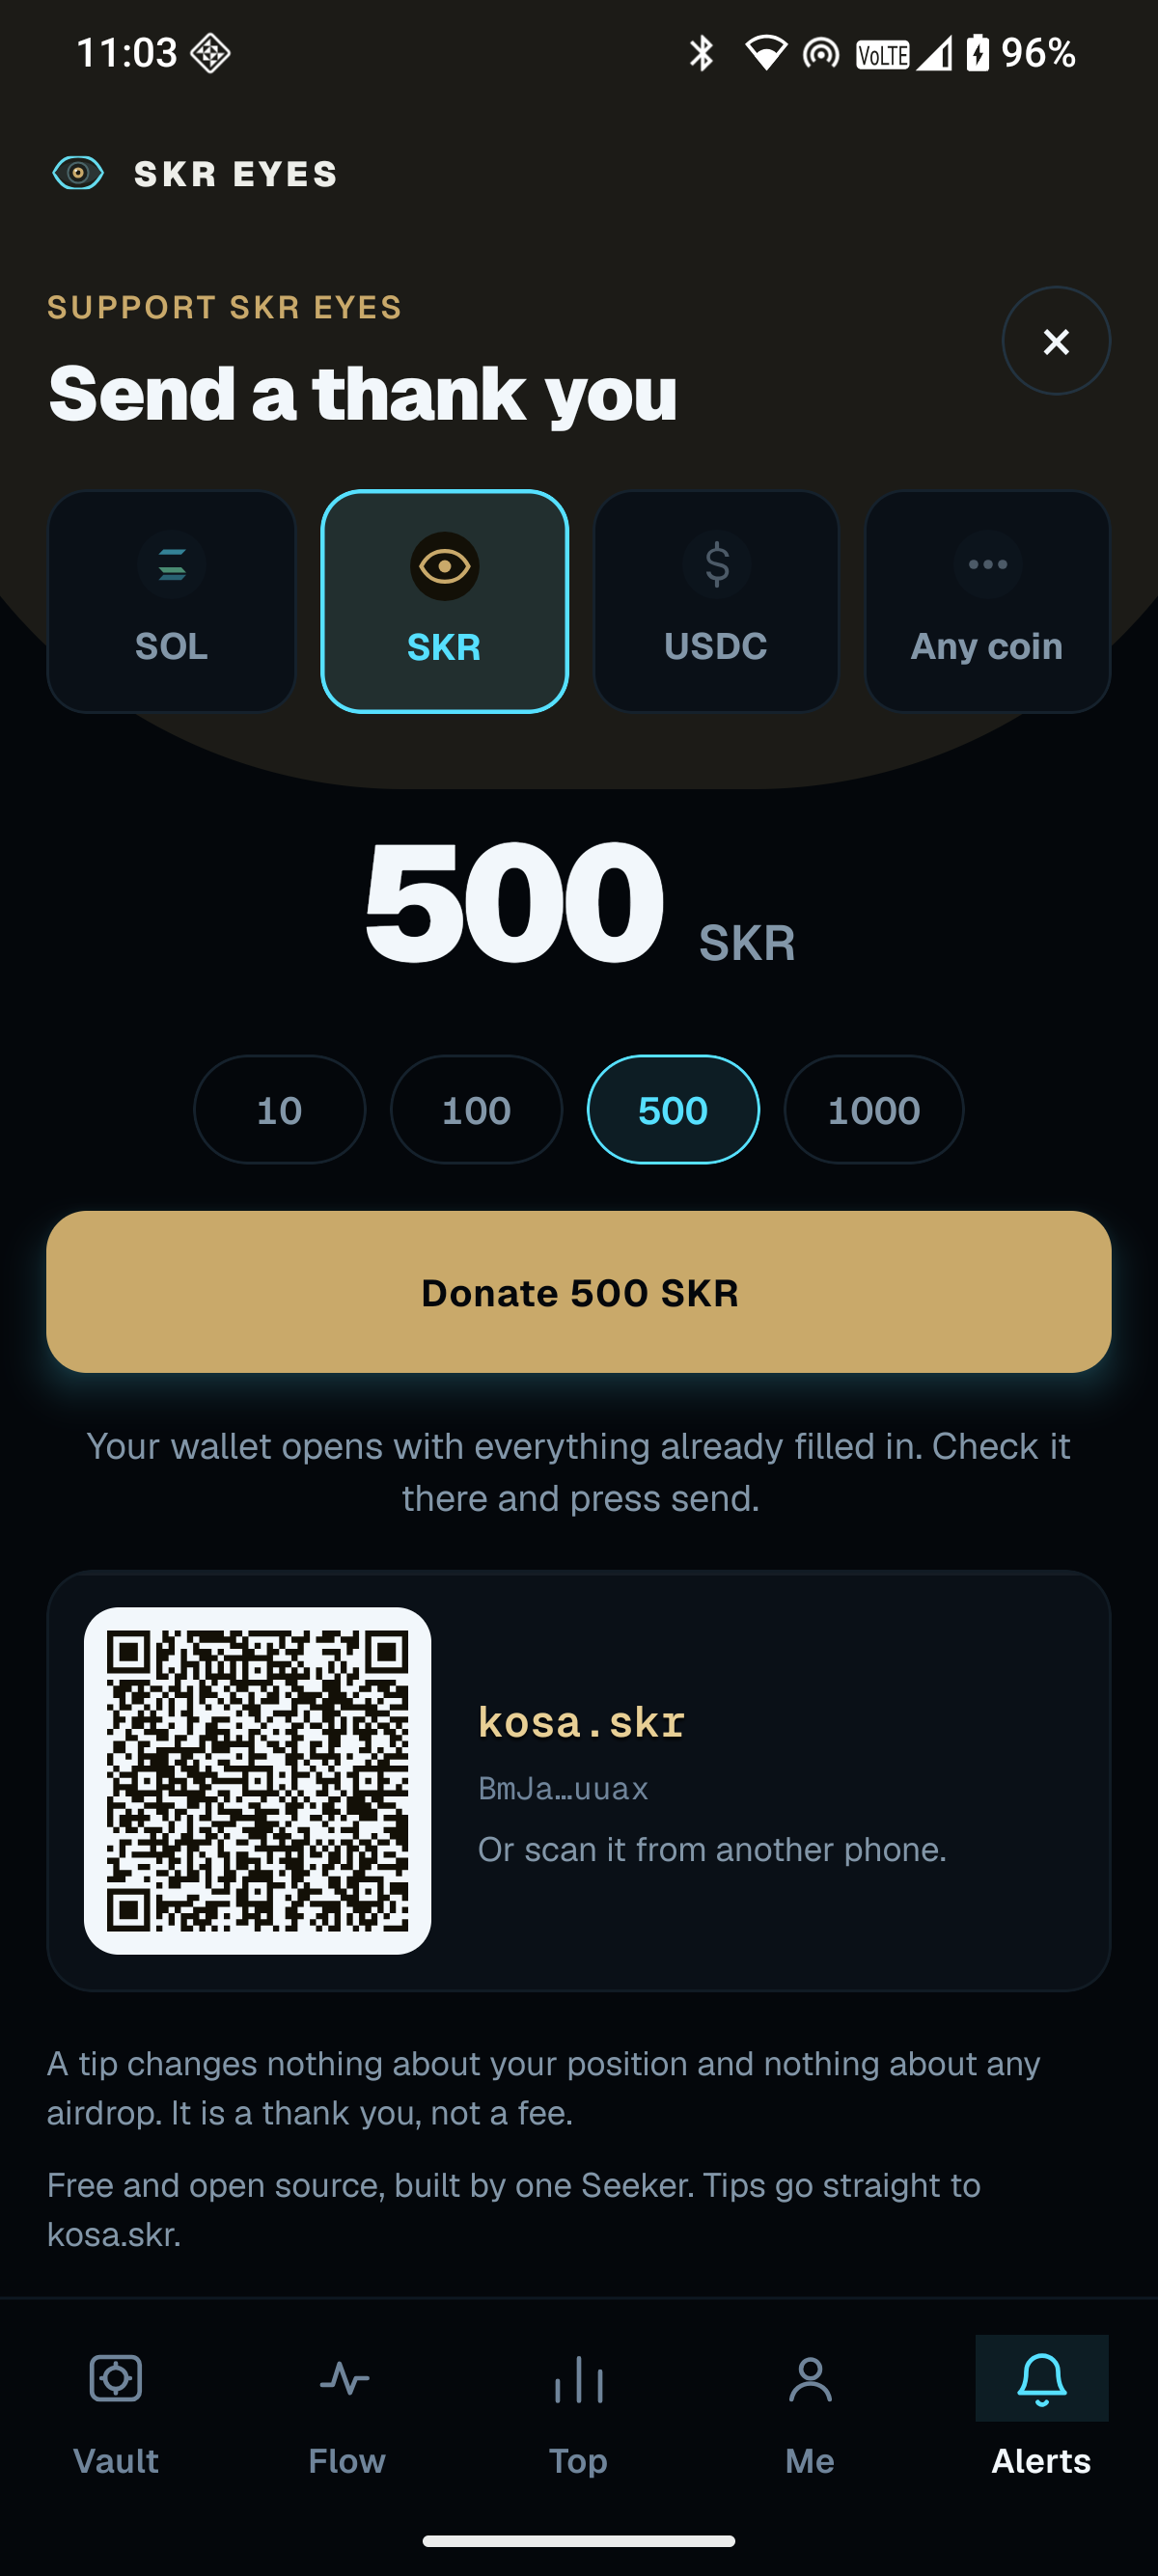 11:03
VoLTE
96%
SKR EYES
SUPPORT SKR EYES
Send a thank you
SOL
SKR
USDC
Any coin
500 SKR
10
100
500
1000
Donate 500 SKR
Your wallet opens with everything already filled in. Check it
there and press send.
kosa.skr
BmJa…uuax
Or scan it from another phone.
A tip changes nothing about your position and nothing about any
airdrop. It is a thank you, not a fee.
Free and open source, built by one Seeker. Tips go straight to
kosa.skr.
Vault
Flow
Top
Me
Alerts